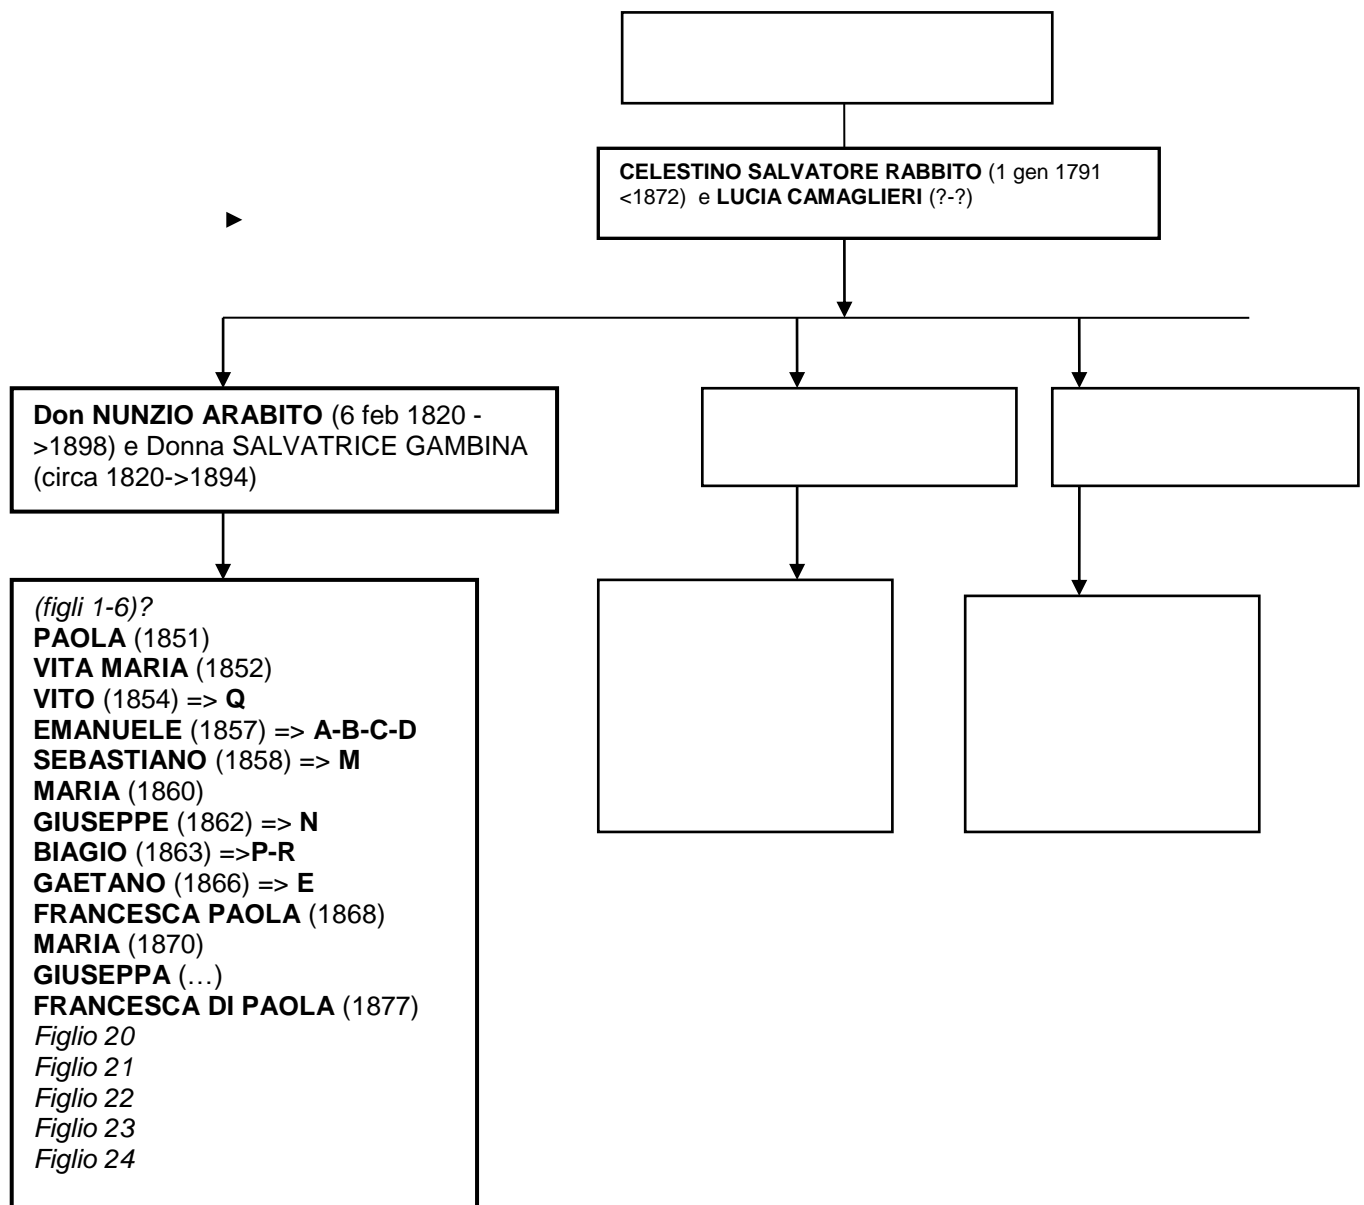 CELESTINO SALVATORE RABBITO (1 gen 1791
<1872)  e LUCIA CAMAGLIERI (?-?)
►
Don NUNZIO ARABITO (6 feb 1820 -
>1898) e Donna SALVATRICE GAMBINA
(circa 1820->1894)
(figli 1-6)?
PAOLA (1851)
VITA MARIA (1852)
VITO (1854) => Q
EMANUELE (1857) => A-B-C-D
SEBASTIANO (1858) => M
MARIA (1860)
GIUSEPPE (1862) => N
BIAGIO (1863) =>P-R
GAETANO (1866) => E
FRANCESCA PAOLA (1868)
MARIA (1870)
GIUSEPPA (…)
FRANCESCA DI PAOLA (1877)
Figlio 20
Figlio 21
Figlio 22
Figlio 23
Figlio 24